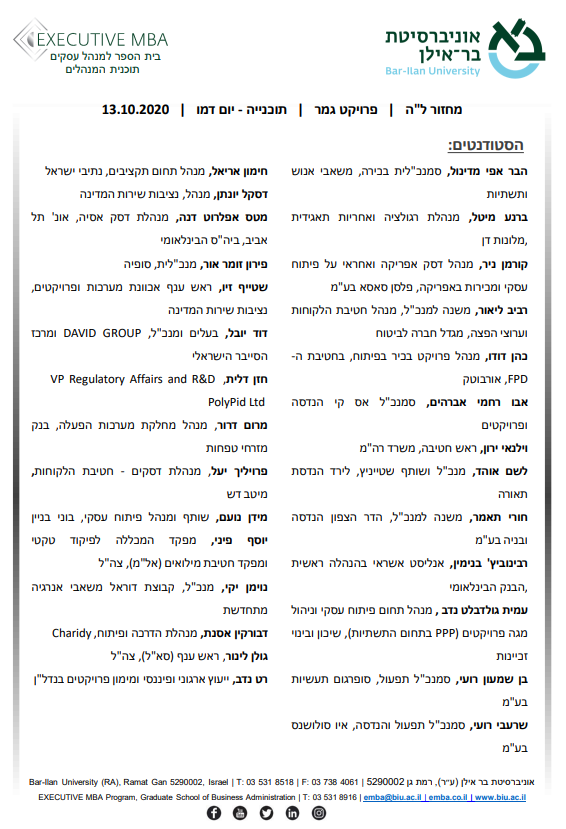 EXECUTIVE MBA
בית הספר למנהל עסקים
תוכנית המנהלים
אוניברסיטת
בר־אילן
Bar-Ilan University
מחזור ל"ה | פרויקט גמר | תוכנייה - יום דמו | 13.10.2020
הסטודנטים:
הבר אפי מדינול, סמנכ"לית בכירה, משאבי אנוש
ותשתיות
ברנע מיטל, מנהלת רגולציה ואחריות תאגידית
,מלונות דן
קורמן ניר, מנהל דסק אפריקה ואחראי על פיתוח
עסקי ומכירות באפריקה, פלסן סאסא בע"מ
רביב ליאור, משנה למנכ"ל, מנהל חטיבת הלקוחות
וערוצי הפצה, מגדל חברה לביטוח
כהן דודו, מנהל פרויקט בכיר בפיתוח, בחטיבת ה-
FPD, אורבוטק
אבו רחמי אברהים, סמנכ"ל אס קי הנדסה
ופרויקטים
וילנאי ירון, ראש חטיבה, משרד רה"מ
לשם אוהד, מנכ"ל ושותף שטייניץ, לירד הנדסת
תאורה
חורי תאמר, משנה למנכ"ל, הדר הצפון הנדסה
ובניה בע"מ
רבינוביץ' בנימין, אנליסט אשראי בהנהלה ראשית
,הבנק הבינלאומי
עמית גולדבלט נדב , מנהל תחום פיתוח עסקי וניהול
מגה פרויקטים (PPP בתחום התשתיות), שיכון ובינוי
זכיינות
בן שמעון רועי, סמנכ"ל תפעול, סופרגום תעשיות
בע"מ
שרעבי רועי, סמנכ"ל תפעול והנדסה, איו סולושנס
בע"מ
חימון אריאל, מנהל תחום תקציבים, נתיבי ישראל
דסקל יונתן, מנהל, נציבות שירות המדינה
מטס אפלרוט דנה, מנהלת דסק אסיה, אונ' תל
אביב, ביה"ס הבינלאומי
פירון זומר אור, מנכ"לית, סופיה
שטייף זיו, ראש ענף אכוונת מערכות ופרויקטים,
נציבות שירות המדינה
דוד יובל, בעלים ומנכ"ל, DAVID GROUP ומרכז
הסייבר הישראלי
חזן דלית, VP Regulatory Affairs and R&D
PolyPid Ltd
מרום דרור, מנהל מחלקת מערכות הפעלה, בנק
מזרחי טפחות
פרויליך יעל, מנהלת דסקים - חטיבת הלקוחות,
מיטב דש
מידן נועם, שותף ומנהל פיתוח עסקי, בוני בניין
יוסף פיני, מפקד המכללה לפיקוד טקטי
ומפקד חטיבת מילואים (אל"מ), צה"ל
נוימן יקי, מנכ"ל, קבוצת דוראל משאבי אנרגיה
מתחדשת
דבורקין אסנת, מנהלת הדרכה ופיתוח, Charidy
גולן לינור, ראש ענף (סא"ל), צה"ל
רט נדב, ייעוץ ארגוני ופיננסי ומימון פרויקטים בנדל"ן
אוניברסיטת בר אילן (ע"ר), רמת גן 5290002 | Bar-Ilan University (RA), Ramat Gan 5290002, Israel | T: 03 531 8518 | F: 03 738 4061
EXECUTIVE MBA Program, Graduate School of Business Administration | T: 03 531 8916 | emba@biu.ac.il | emba.co.il | www.biu.ac.il